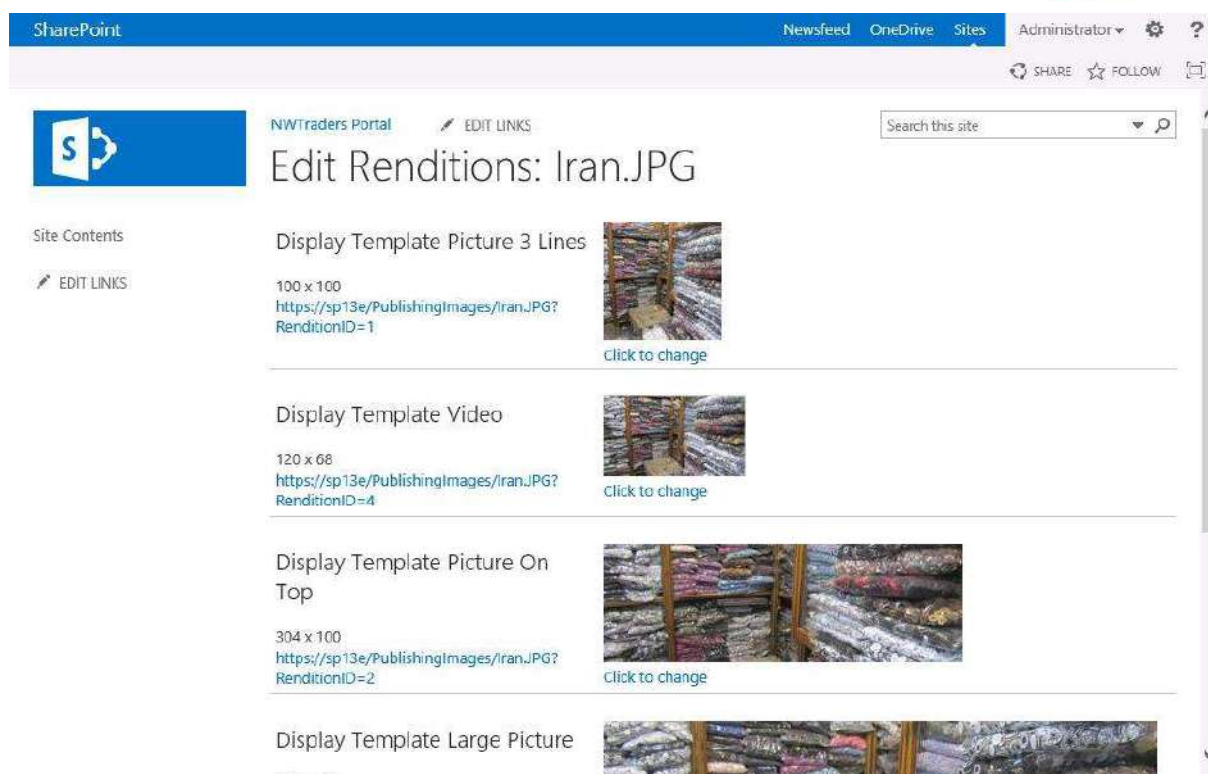 SharePoint
Newsfeed OneDrive Sites Administrator ?
SHARE FOLLOW
S
NWTraders Portal EDIT LINKS
Search this site
Edit Renditions: Iran.JPG
Site Contents
EDIT LINKS
Display Template Picture 3 Lines
100 x 100
https://sp13e/PublishingImages/Iran.JPG?
RenditionID=1
Click to change
Display Template Video
120 x 68
https://sp13e/PublishingImages/Iran.JPG?
RenditionID=4
Click to change
Display Template Picture On
Top
304 x 100
https://sp13e/PublishingImages/Iran.JPG?
RenditionID=2
Click to change
Display Template Large Picture